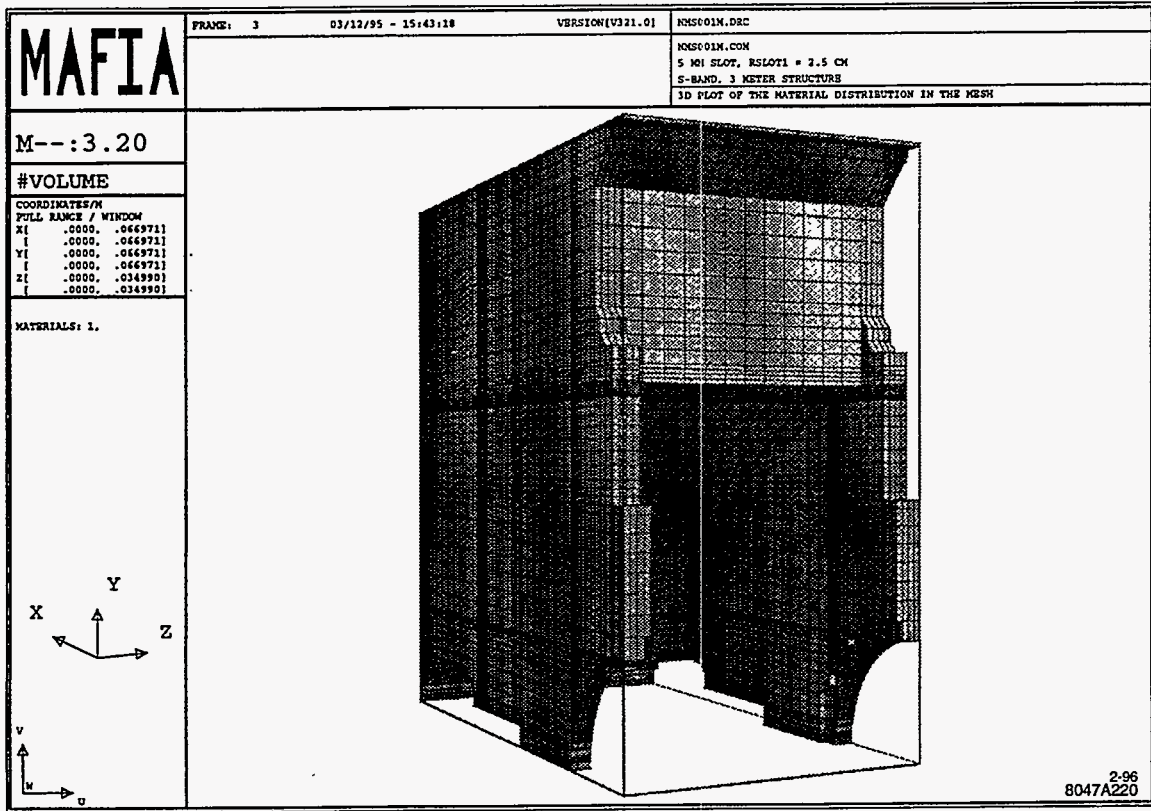 MAFIA
FRAME: 3 03/12/95 - 15:43:18 VERSION[V321.0]
NMS001M.DRC
NMS001M.COM
5 MM SLOT, RSLOT1 = 2.5 CM
S-BAND, 3 METER STRUCTURE
3D PLOT OF THE MATERIAL DISTRIBUTION IN THE MESH
M--:3.20
#VOLUME
COORDINATES/M
FULL RANGE / WINDOW
X[ .0000, .066971]
[ .0000, .066971]
Y[ .0000, .066971]
[ .0000, .066971]
Z[ .0000, .034990]
[ .0000, .034990]
MATERIALS: 1,
Y
X
Z
V
W
U
2-96
8047A220